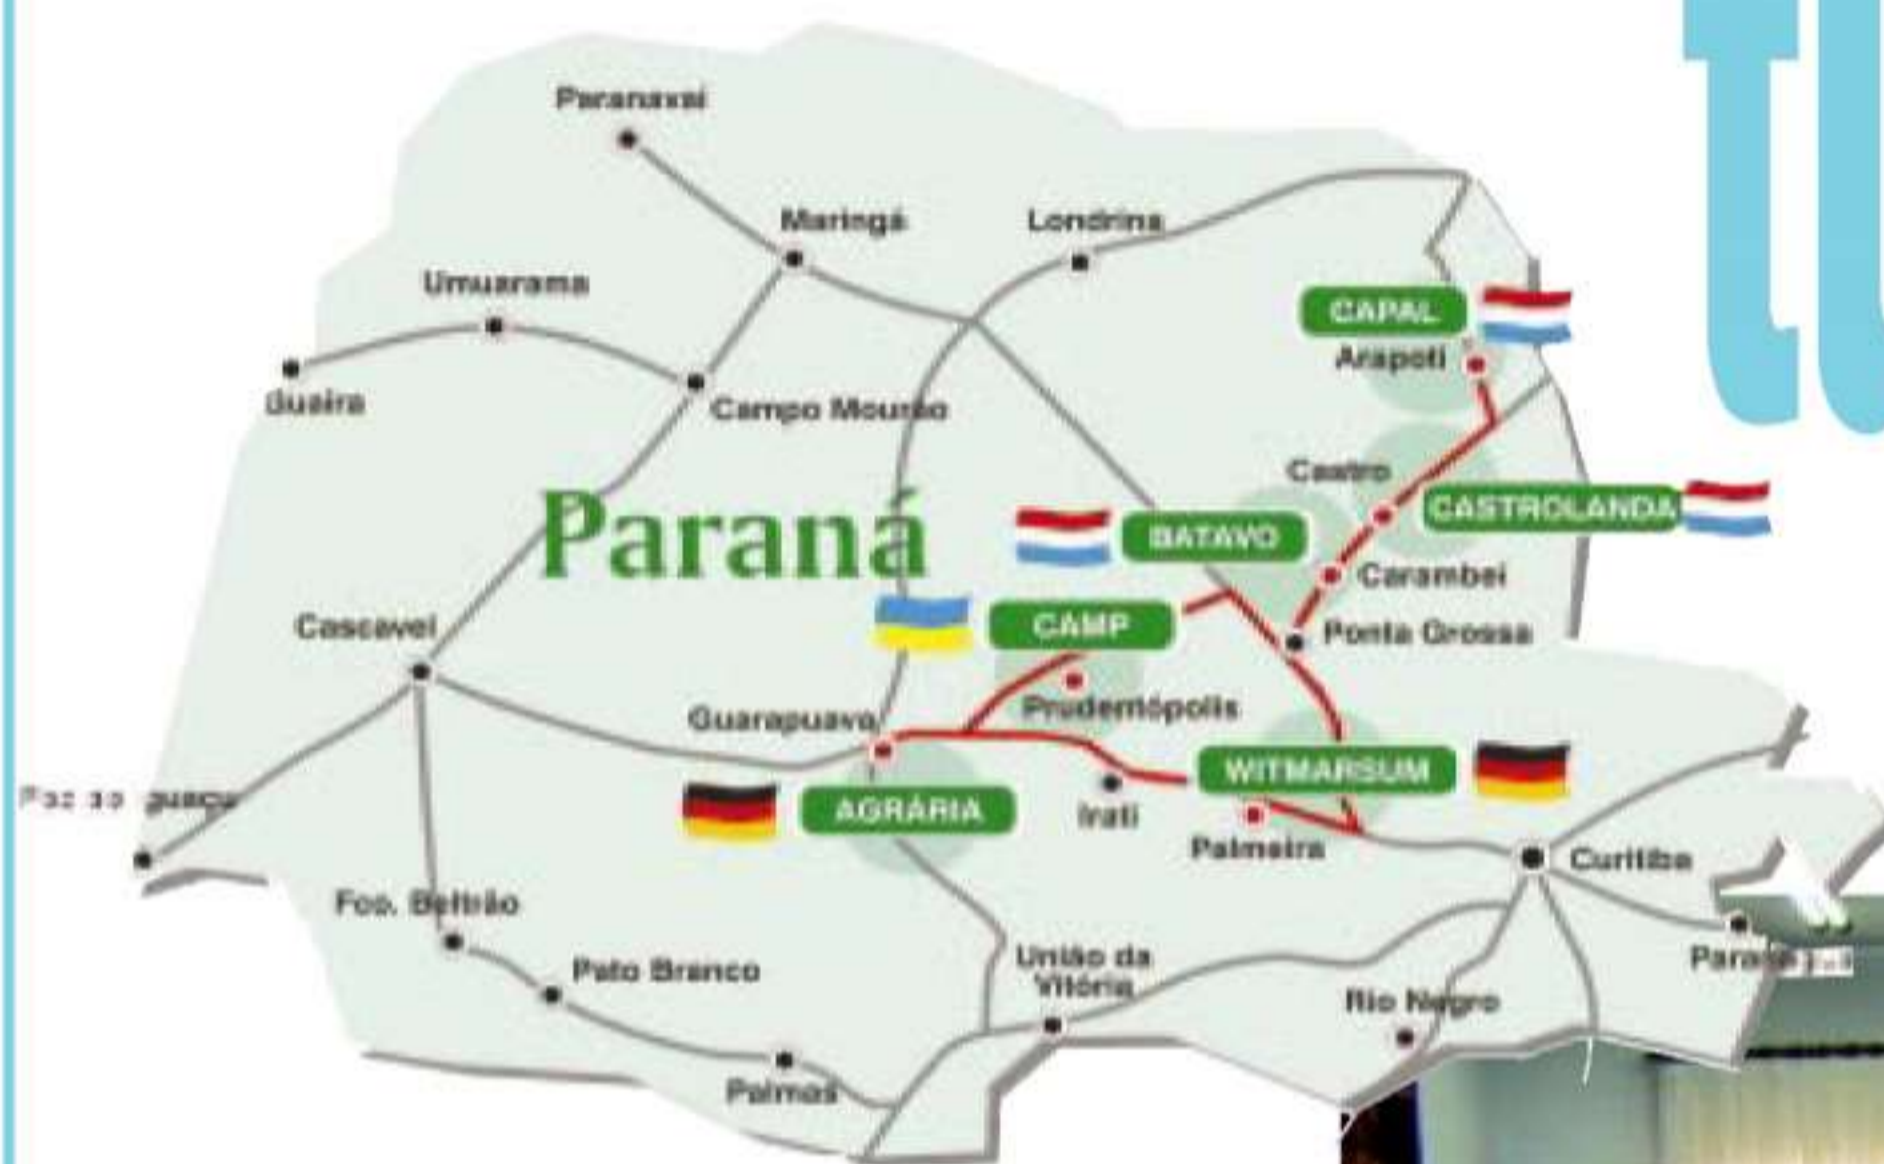 Paranavaí
Maringá
Londrina
Umuarama
CAPAL
Arapoti
Guaíra
Campo Mourão
Castro
CASTROLANDA
Paraná
BATAVO
Carambeí
CAMP
Ponta Grossa
Cascavel
Prudentópolis
Guarapuava
WITMARSUM
AGRÁRIA
Irati
Palmeira
Curitiba
Fco. Beltrão
Pato Branco
União da
Vitória
Rio Negro
Palmas